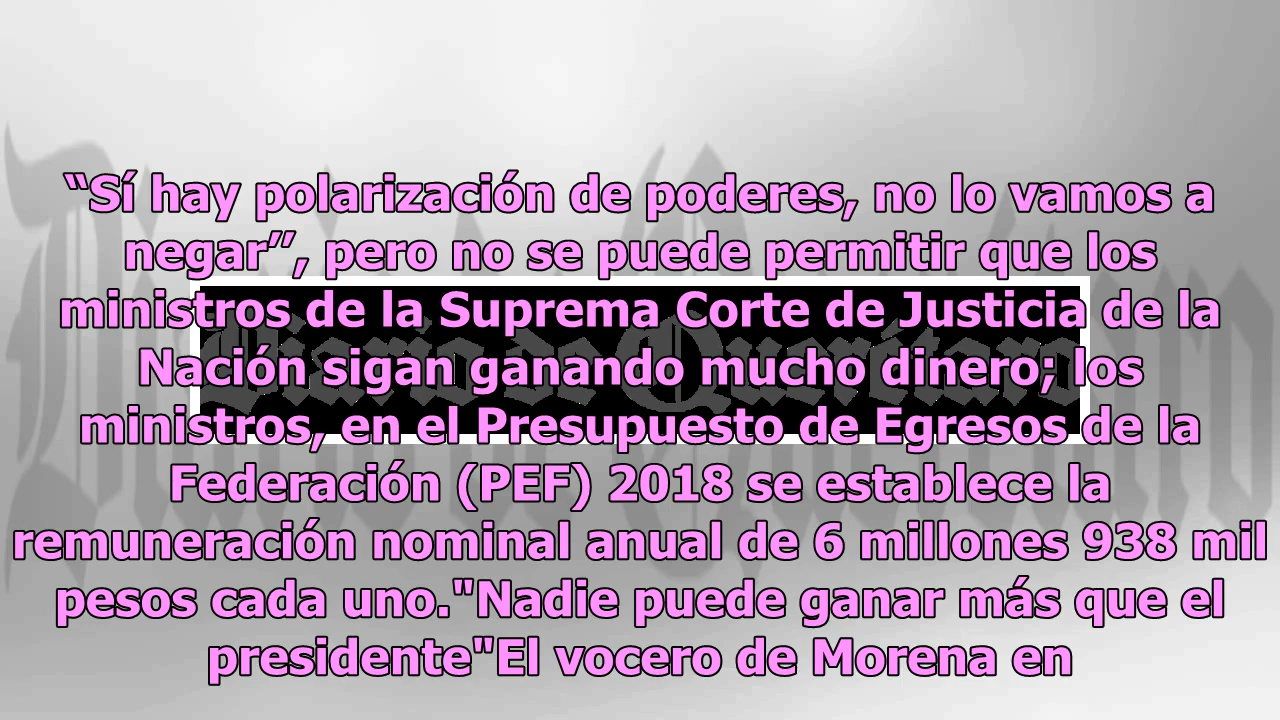 “Sí hay polarización de poderes, no lo vamos a
negar”, pero no se puede permitir que los
ministros de la Suprema Corte de Justicia de la
Nación sigan ganando mucho dinero; los
ministros, en el Presupuesto de Egresos de la
Federación (PEF) 2018 se establece la
remuneración nominal anual de 6 millones 938 mil
pesos cada uno."Nadie puede ganar más que el
presidente"El vocero de Morena en
Diario de Querétaro